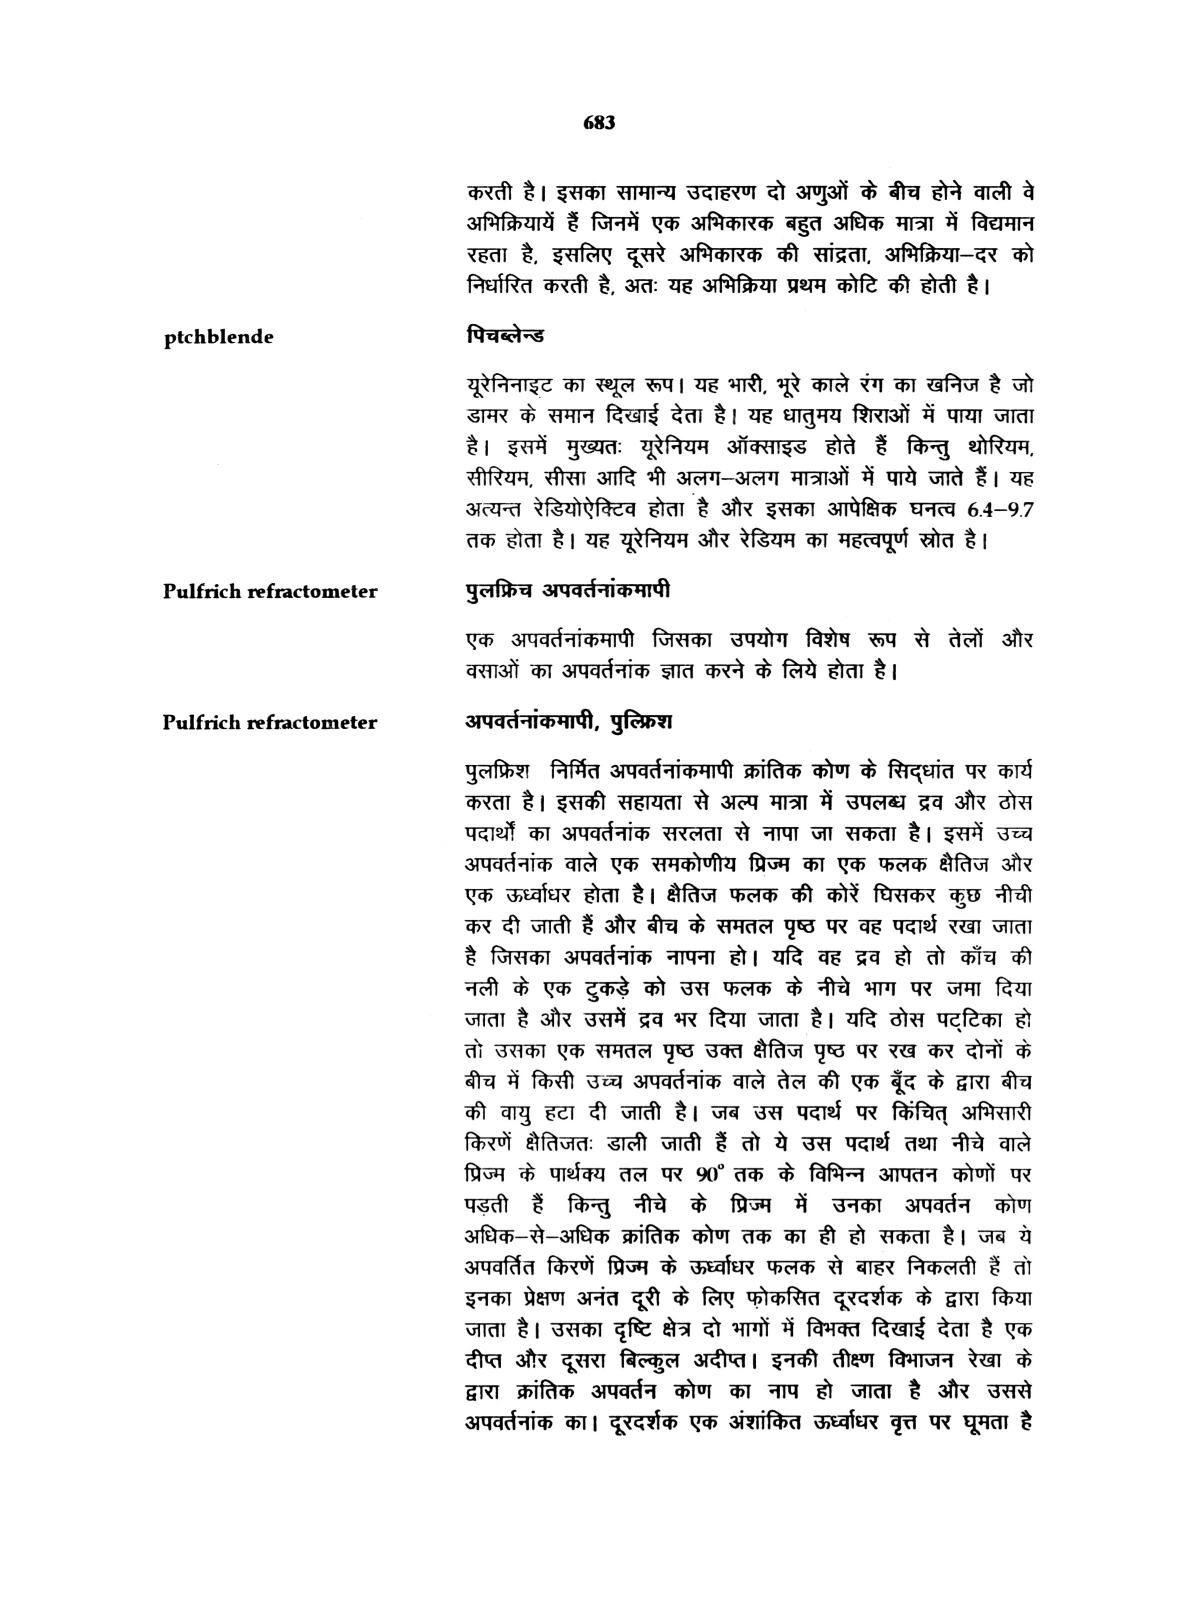 683
करती है। इसका सामान्य उदाहरण दो अणुओं के बीच होने वाली वे
अभिक्रियायें हैं जिनमें एक अभिकारक बहुत अधिक मात्रा में विद्यमान
रहता है, इसलिए दूसरे अभिकारक की सांद्रता, अभिक्रिया–दर को
निर्धारित करती है, अतः यह अभिक्रिया प्रथम कोटि की होती है।
ptchblende पिचब्लेन्ड
यूरेनिनाइट का स्थूल रूप। यह भारी, भूरे काले रंग का खनिज है जो
डामर के समान दिखाई देता है। यह धातुमय शिराओं में पाया जाता
है। इसमें मुख्यतः यूरेनियम ऑक्साइड होते हैं किन्तु थोरियम,
सीरियम, सीसा आदि भी अलग–अलग मात्राओं में पाये जाते हैं। यह
अत्यन्त रेडियोऐक्टिव होता है और इसका आपेक्षिक घनत्व 6.4–9.7
तक होता है। यह यूरेनियम और रेडियम का महत्वपूर्ण स्रोत है।
Pulfrich refractometer पुलफ्रिच अपवर्तनांकमापी
एक अपवर्तनांकमापी जिसका उपयोग विशेष रूप से तेलों और
वसाओं का अपवर्तनांक ज्ञात करने के लिये होता है।
Pulfrich refractometer अपवर्तनांकमापी, पुल्फ्रिश
पुलफ्रिश निर्मित अपवर्तनांकमापी क्रांतिक कोण के सिद्धांत पर कार्य
करता है। इसकी सहायता से अल्प मात्रा में उपलब्ध द्रव और ठोस
पदार्थों का अपवर्तनांक सरलता से नापा जा सकता है। इसमें उच्च
अपवर्तनांक वाले एक समकोणीय प्रिज्म का एक फलक क्षैतिज और
एक ऊर्ध्वाधर होता है। क्षैतिज फलक की कोरें घिसकर कुछ नीची
कर दी जाती हैं और बीच के समतल पृष्ठ पर वह पदार्थ रखा जाता
है जिसका अपवर्तनांक नापना हो। यदि वह द्रव हो तो काँच की
नली के एक टुकड़े को उस फलक के नीचे भाग पर जमा दिया
जाता है और उसमें द्रव भर दिया जाता है। यदि ठोस पट्टिका हो
तो उसका एक समतल पृष्ठ उक्त क्षैतिज पृष्ठ पर रख कर दोनों के
बीच में किसी उच्च अपवर्तनांक वाले तेल की एक बूँद के द्वारा बीच
की वायु हटा दी जाती है। जब उस पदार्थ पर किंचित् अभिसारी
किरणें क्षैतिजतः डाली जाती हैं तो ये उस पदार्थ तथा नीचे वाले
प्रिज्म के पार्थक्य तल पर 90° तक के विभिन्न आपतन कोणों पर
पड़ती हैं किन्तु नीचे के प्रिज्म में उनका अपवर्तन कोण
अधिक–से–अधिक क्रांतिक कोण तक का ही हो सकता है। जब ये
अपवर्तित किरणें प्रिज्म के ऊर्ध्वाधर फलक से बाहर निकलती हैं तो
इनका प्रेक्षण अनंत दूरी के लिए फ़ोकसित दूरदर्शक के द्वारा किया
जाता है। उसका दृष्टि क्षेत्र दो भागों में विभक्त दिखाई देता है एक
दीप्त और दूसरा बिल्कुल अदीप्त। इनकी तीक्ष्ण विभाजन रेखा के
द्वारा क्रांतिक अपवर्तन कोण का नाप हो जाता है और उससे
अपवर्तनांक का। दूरदर्शक एक अंशांकित ऊर्ध्वाधर वृत्त पर घूमता है